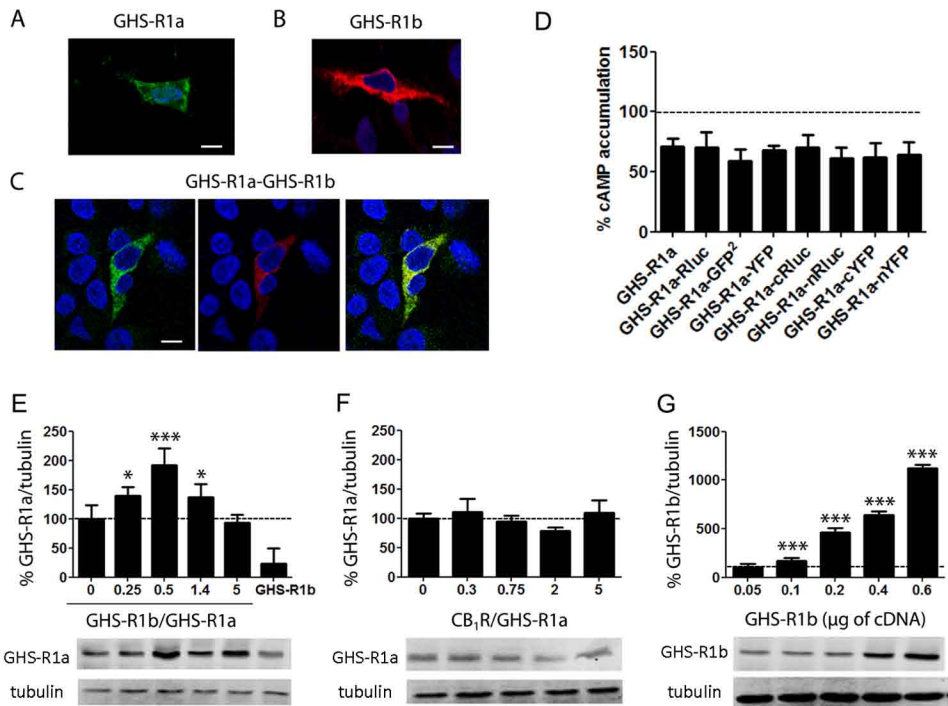 A
GHS-R1a
B
GHS-R1b
C
GHS-R1a-GHS-R1b
D
% cAMP accumulation
150
100
50
0
GHS-R1a
GHS-R1a-Rluc
GHS-R1a-GFP²
GHS-R1a-YFP
GHS-R1a-cRluc
GHS-R1a-nRluc
GHS-R1a-cYFP
GHS-R1a-nYFP
E
% GHS-R1a/tubulin
250
200
150
100
50
0
* *** *
0 0.25 0.5 1.4 5 GHS-R1b
GHS-R1b/GHS-R1a
GHS-R1a
tubulin
F
% GHS-R1a/tubulin
250
200
150
100
50
0
0 0.3 0.75 2 5
CB₁R/GHS-R1a
GHS-R1a
tubulin
G
% GHS-R1b/tubulin
1500
1000
500
0
*** *** *** ***
0.05 0.1 0.2 0.4 0.6
GHS-R1b (µg of cDNA)
GHS-R1b
tubulin